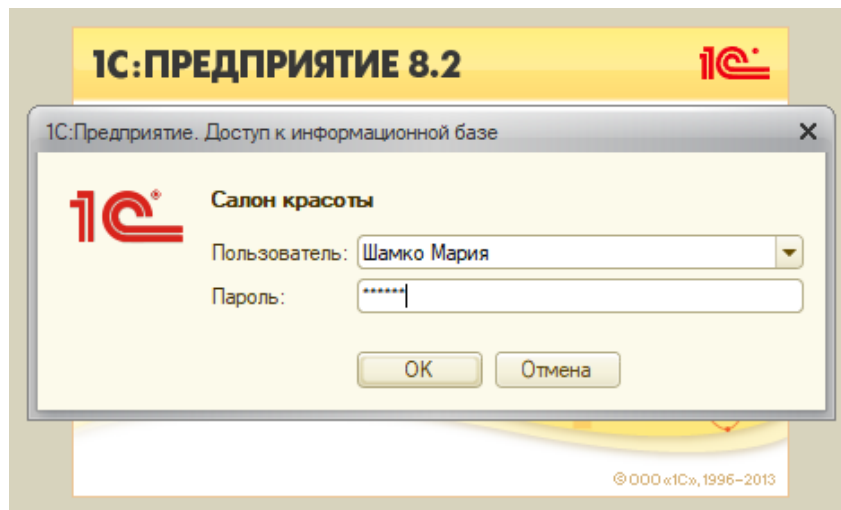 1С:ПРЕДПРИЯТИЕ 8.2
1С®
1С:Предприятие. Доступ к информационной базе
1С®
Салон красоты
Пользователь: Шамко Мария
Пароль: ******
ОК
Отмена
© ООО «1С», 1996–2013